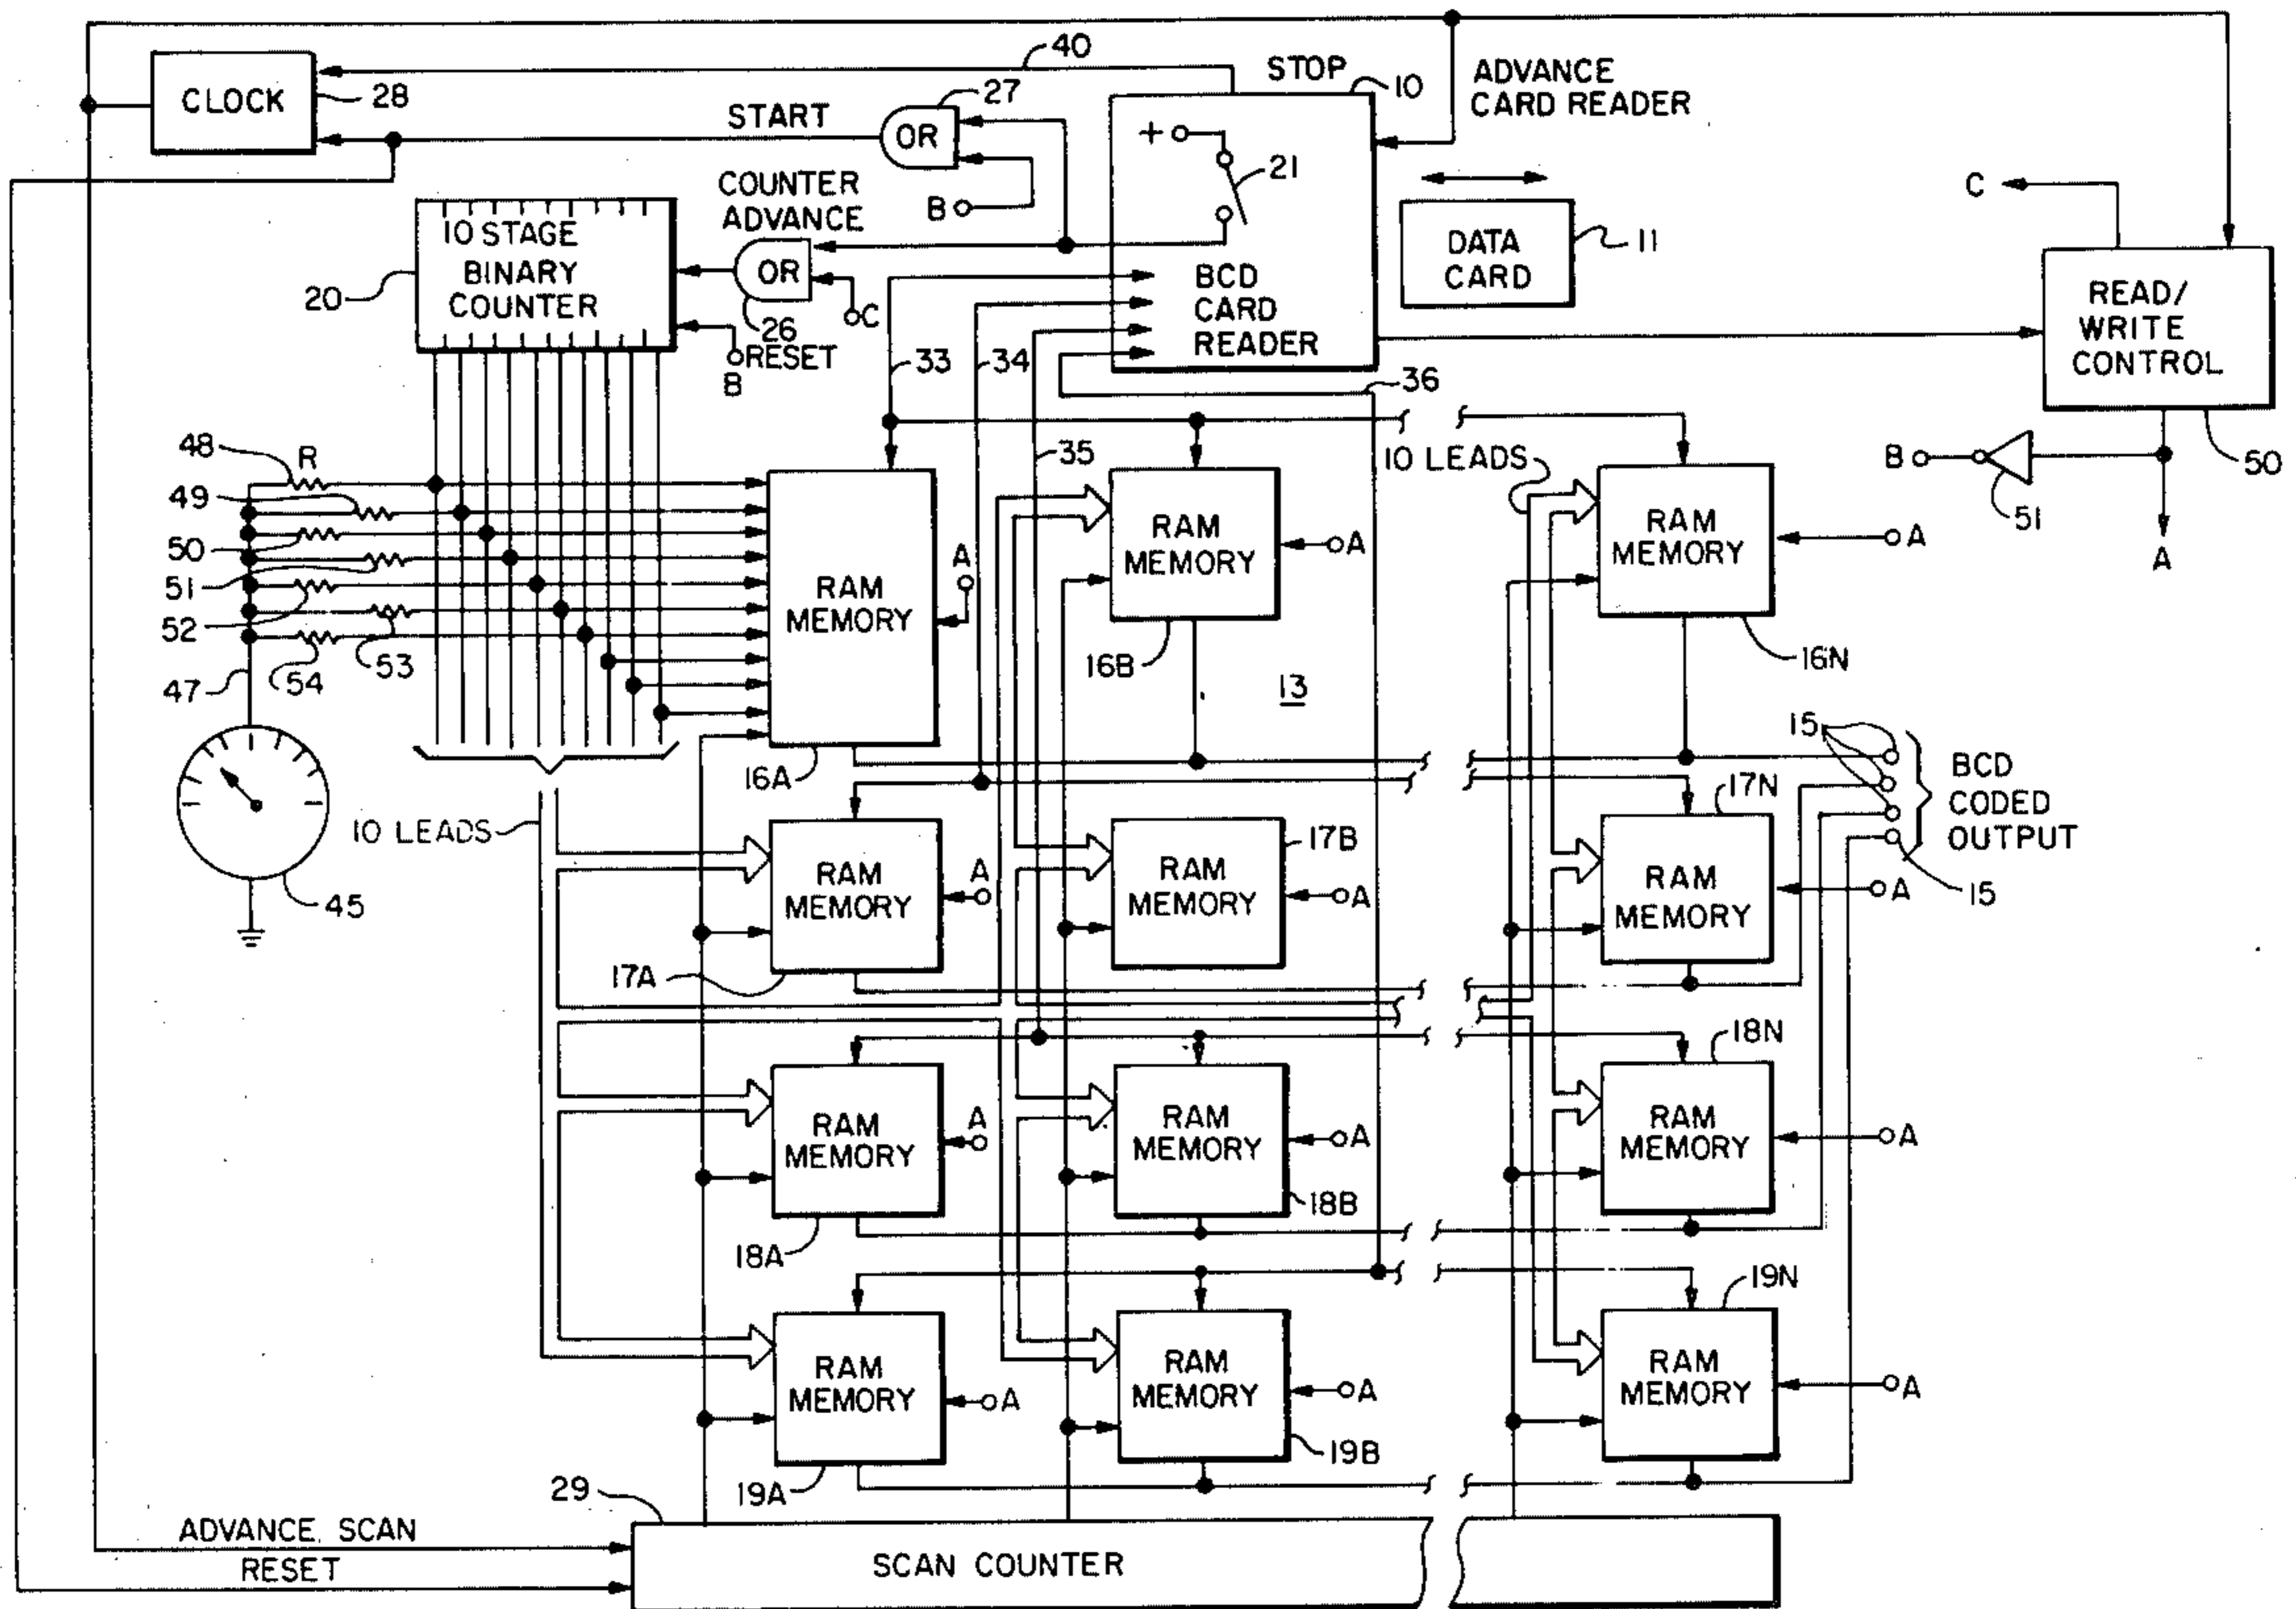 40
STOP
10
ADVANCE
CARD READER
CLOCK
28
START
27
OR
+
21
COUNTER
ADVANCE
B
C
10 STAGE
BINARY
COUNTER
20
OR
26
C
RESET
B
BCD
CARD
READER
DATA
CARD
11
READ/
WRITE
CONTROL
50
33
34
36
35
10 LEADS
B
51
A
48
R
49
50
51
52
53
54
47
45
RAM
MEMORY
A
16A
RAM
MEMORY
A
16B
13
RAM
MEMORY
A
16N
15
BCD
CODED
OUTPUT
15
10 LEADS
RAM
MEMORY
A
17A
RAM
MEMORY
17B
A
17N
RAM
MEMORY
A
RAM
MEMORY
A
18A
RAM
MEMORY
A
18B
18N
RAM
MEMORY
A
RAM
MEMORY
A
19A
RAM
MEMORY
A
19B
19N
RAM
MEMORY
A
29
ADVANCE SCAN
RESET
SCAN COUNTER